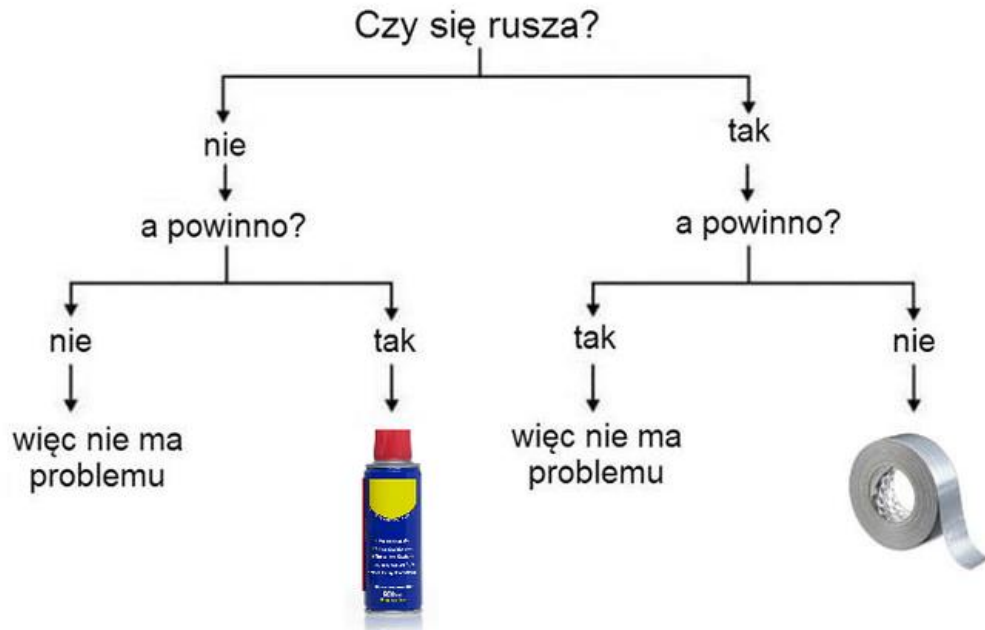 Czy się rusza?
nie
tak
a powinno?
a powinno?
nie
tak
tak
nie
więc nie ma
problemu
więc nie ma
problemu